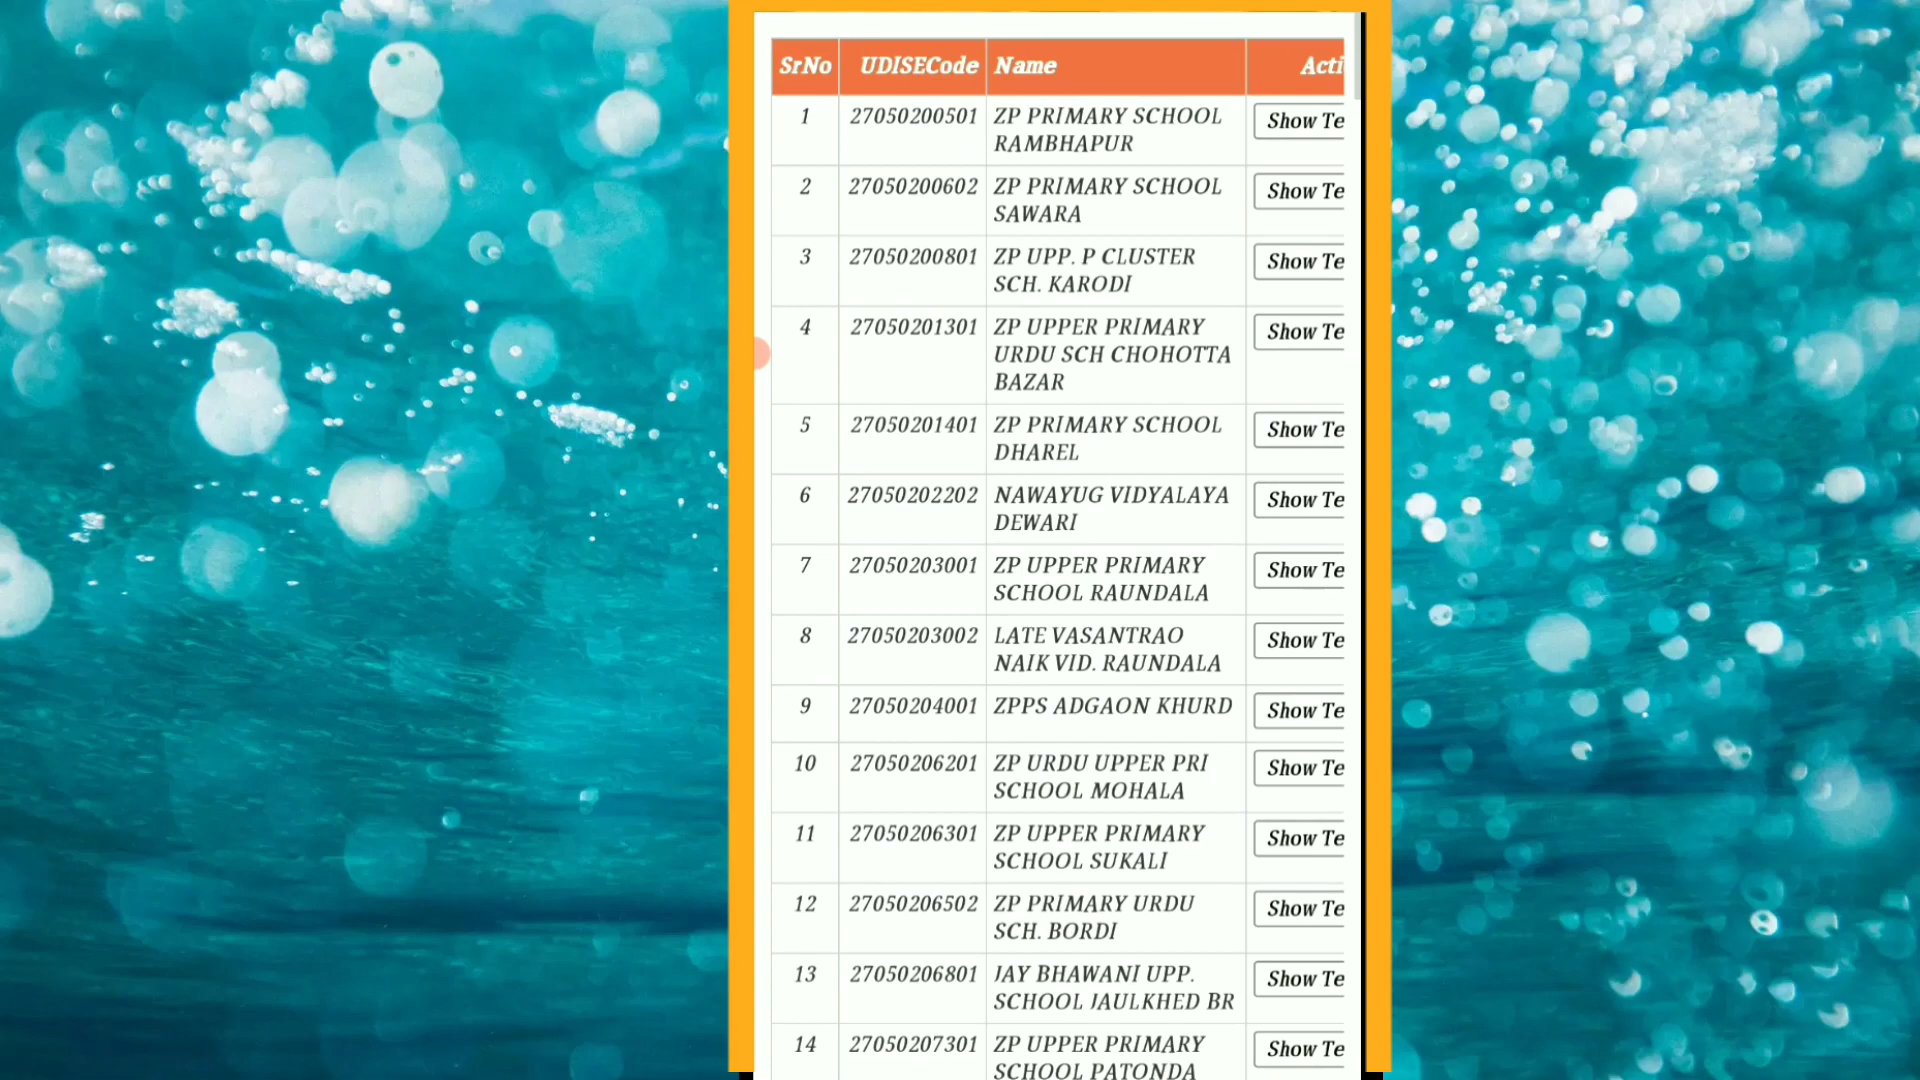 SrNo UDISECode Name Acti
1 27050200501 ZP PRIMARY SCHOOL Show Te
RAMBHAPUR
2 27050200602 ZP PRIMARY SCHOOL Show Te
SAWARA
3 27050200801 ZP UPP. P CLUSTER Show Te
SCH. KARODI
4 27050201301 ZP UPPER PRIMARY Show Te
URDU SCH CHOHOTTA
BAZAR
5 27050201401 ZP PRIMARY SCHOOL Show Te
DHAREL
6 27050202202 NAWAYUG VIDYALAYA Show Te
DEWARI
7 27050203001 ZP UPPER PRIMARY Show Te
SCHOOL RAUNDALA
8 27050203002 LATE VASANTRAO Show Te
NAIK VID. RAUNDALA
9 27050204001 ZPPS ADGAON KHURD Show Te
10 27050206201 ZP URDU UPPER PRI Show Te
SCHOOL MOHALA
11 27050206301 ZP UPPER PRIMARY Show Te
SCHOOL SUKALI
12 27050206502 ZP PRIMARY URDU Show Te
SCH. BORDI
13 27050206801 JAY BHAWANI UPP. Show Te
SCHOOL JAULKHED BR
14 27050207301 ZP UPPER PRIMARY Show Te
SCHOOL PATONDA